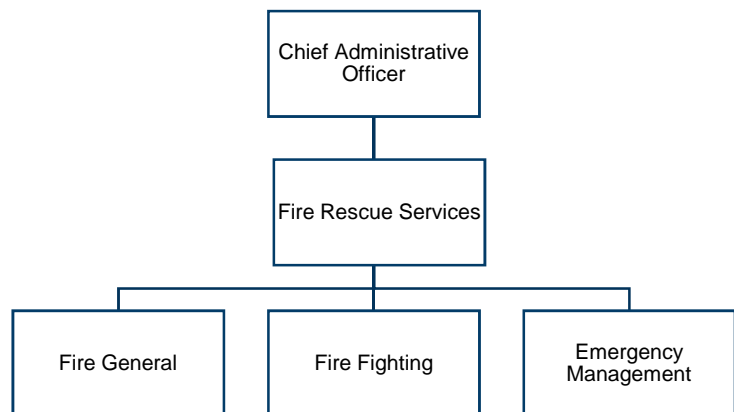 Chief Administrative
Officer
Fire Rescue Services
Fire General
Fire Fighting
Emergency
Management